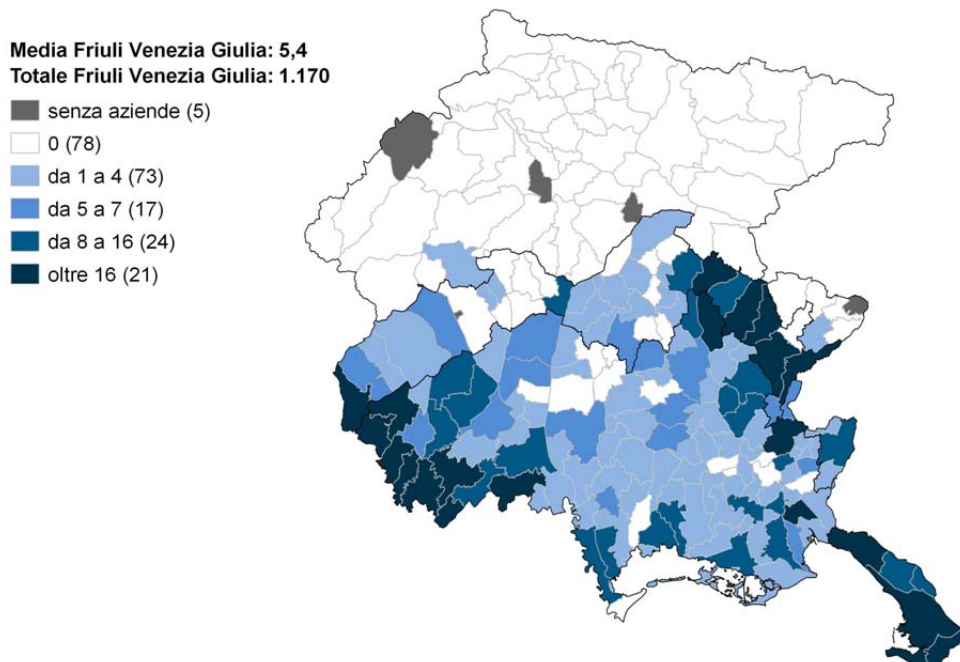 Media Friuli Venezia Giulia: 5,4
Totale Friuli Venezia Giulia: 1.170
senza aziende (5)
0 (78)
da 1 a 4 (73)
da 5 a 7 (17)
da 8 a 16 (24)
oltre 16 (21)